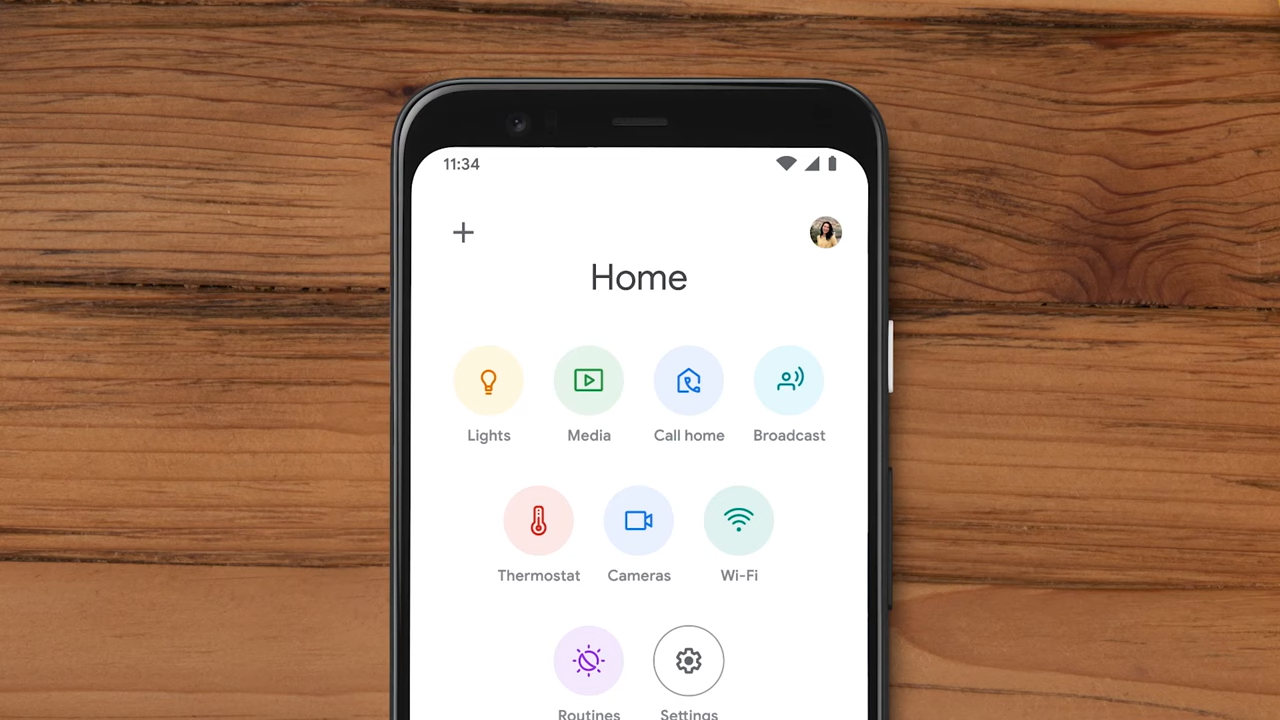 11:34
Home
Lights Media Call home Broadcast
Thermostat Cameras Wi-Fi
Routines Settings